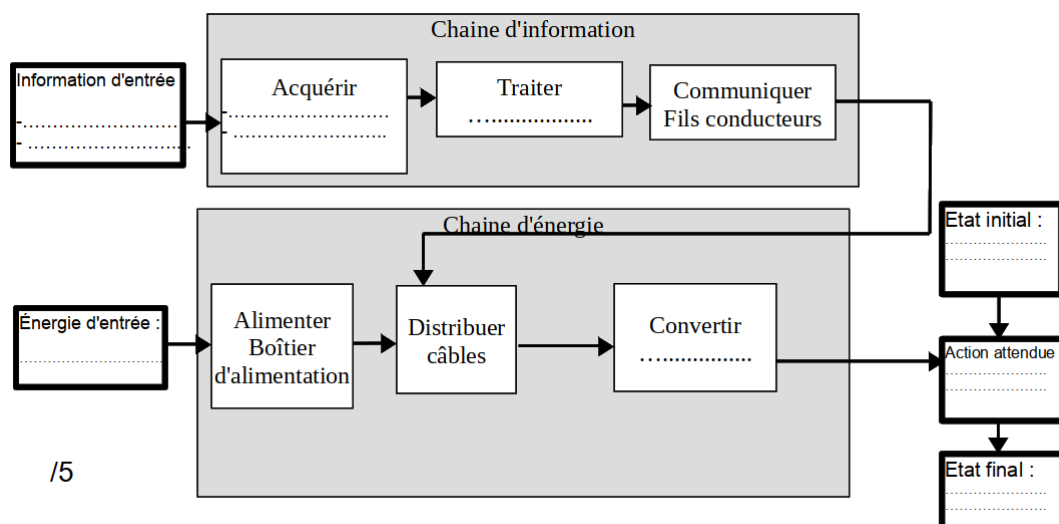 Chaine d'information
Information d'entrée
-..............................
- ..............................
Acquérir
-............................
- ..........................
Traiter
….................
Communiquer
Fils conducteurs
Chaine d'énergie
Etat initial :
..........................
..........................
Énergie d'entrée :
....................................
Alimenter
Boîtier
d'alimentation
Distribuer
câbles
Convertir
…...............
Action attendue
..........................
..........................
/5
Etat final :
..........................
..........................